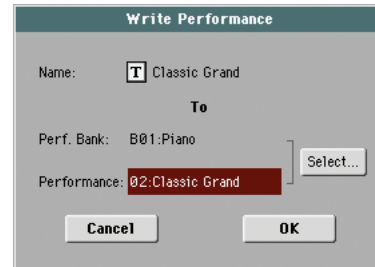 Write Performance
Name: T Classic Grand
To
Perf. Bank: B01:Piano
Select...
Performance: 02:Classic Grand
Cancel OK